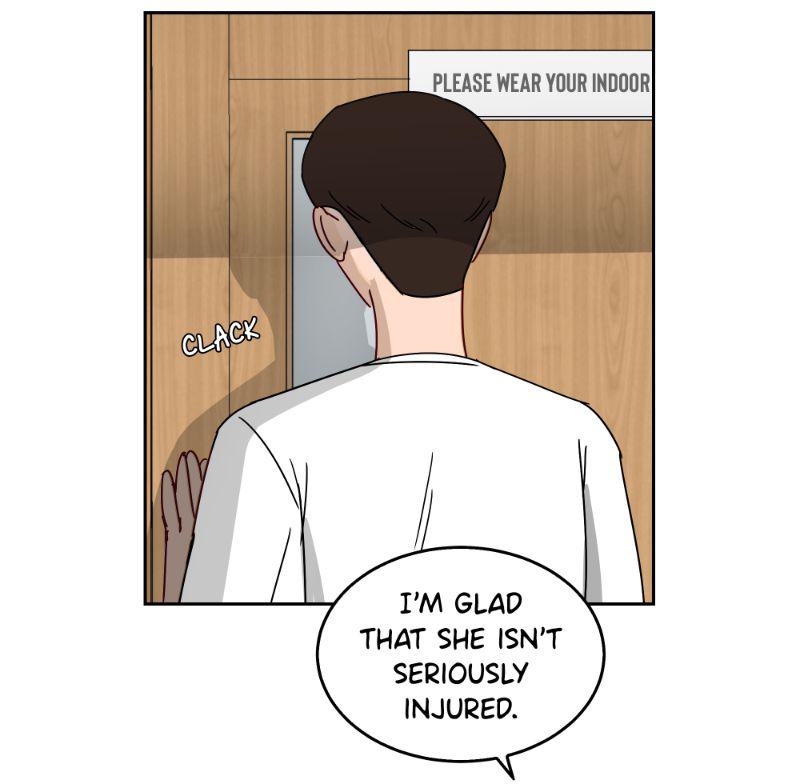 PLEASE WEAR YOUR INDOOR
CLACK
I'M GLAD
THAT SHE ISN'T
SERIOUSLY
INJURED.